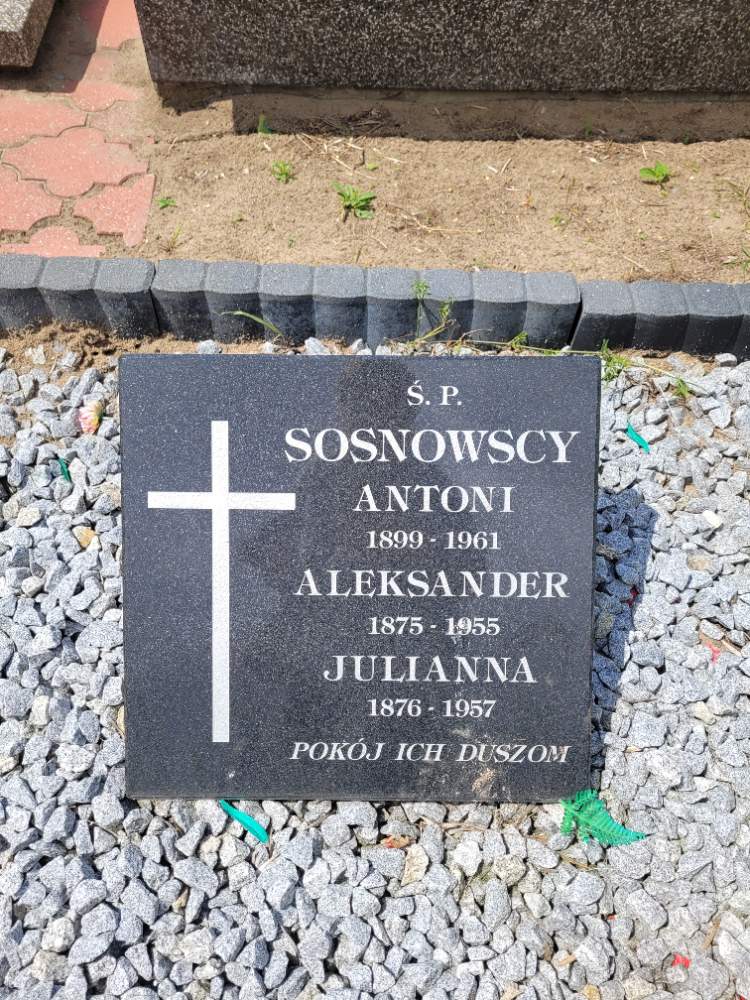 Ś. P.
SOSNOWSCY
ANTONI
1899 - 1961
ALEKSANDER
1875 - 1955
JULIANNA
1876 - 1957
POKÓJ ICH DUSZOM